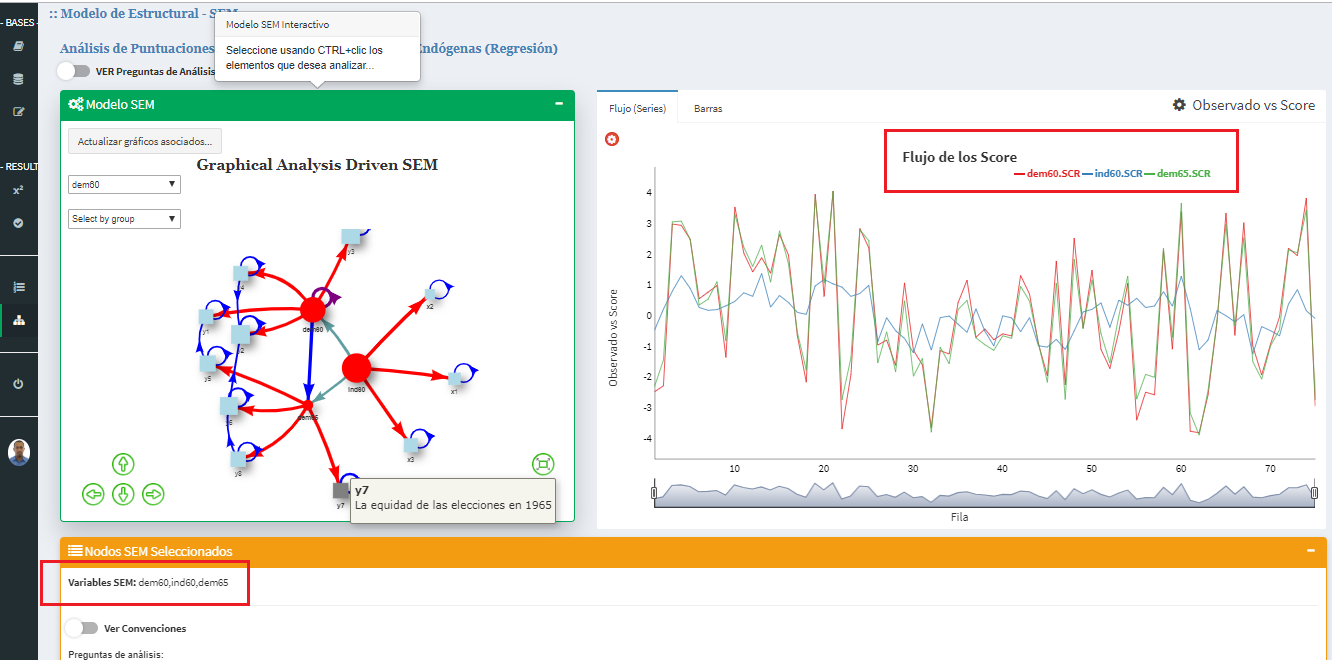 :: Modelo de Estructural - SEM
Modelo SEM Interactivo
Seleccione usando CTRL+clic los
elementos que desea analizar...
Análisis de Puntuaciones
Endógenas (Regresión)
VER Preguntas de Análisis
- BASES -
- RESULT
x²
Modelo SEM
Actualizar gráficos asociados...
Graphical Analysis Driven SEM
dem60
Select by group
y3
x2
y4
y1
y2
dem60
y5
ind60
x1
dem65
y6
x3
y8
y7
y7
La equidad de las elecciones en 1965
Flujo (Series)
Barras
Observado vs Score
Flujo de los Score
dem60.SCR
ind60.SCR
dem65.SCR
Observado vs Score
4
3
2
1
0
-1
-2
-3
-4
10 20 30 40 50 60 70
Fila
Nodos SEM Seleccionados
Variables SEM: dem60,ind60,dem65
Ver Convenciones
Preguntas de análisis: